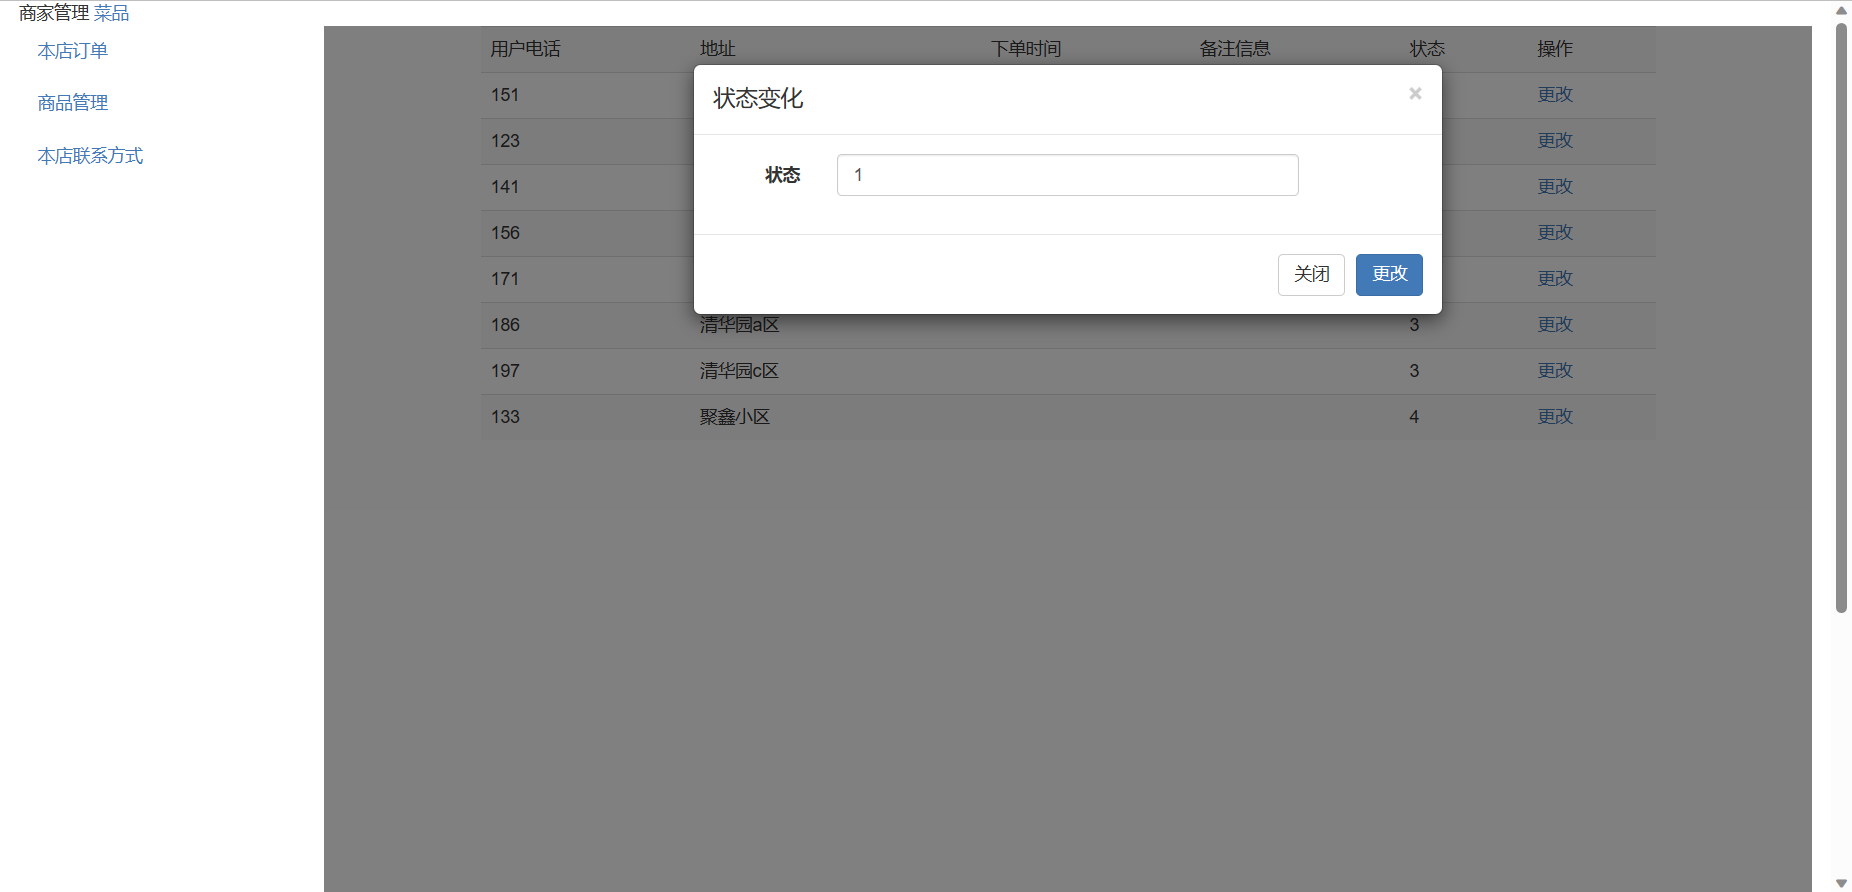 商家管理 菜品
本店订单
商品管理
本店联系方式
用户电话 地址 下单时间 备注信息 状态 操作
151 更改
123 更改
141 更改
156 更改
171 更改
186 清华园a区 3 更改
197 清华园c区 3 更改
133 聚鑫小区 4 更改
状态变化 ×
状态 1
关闭 更改